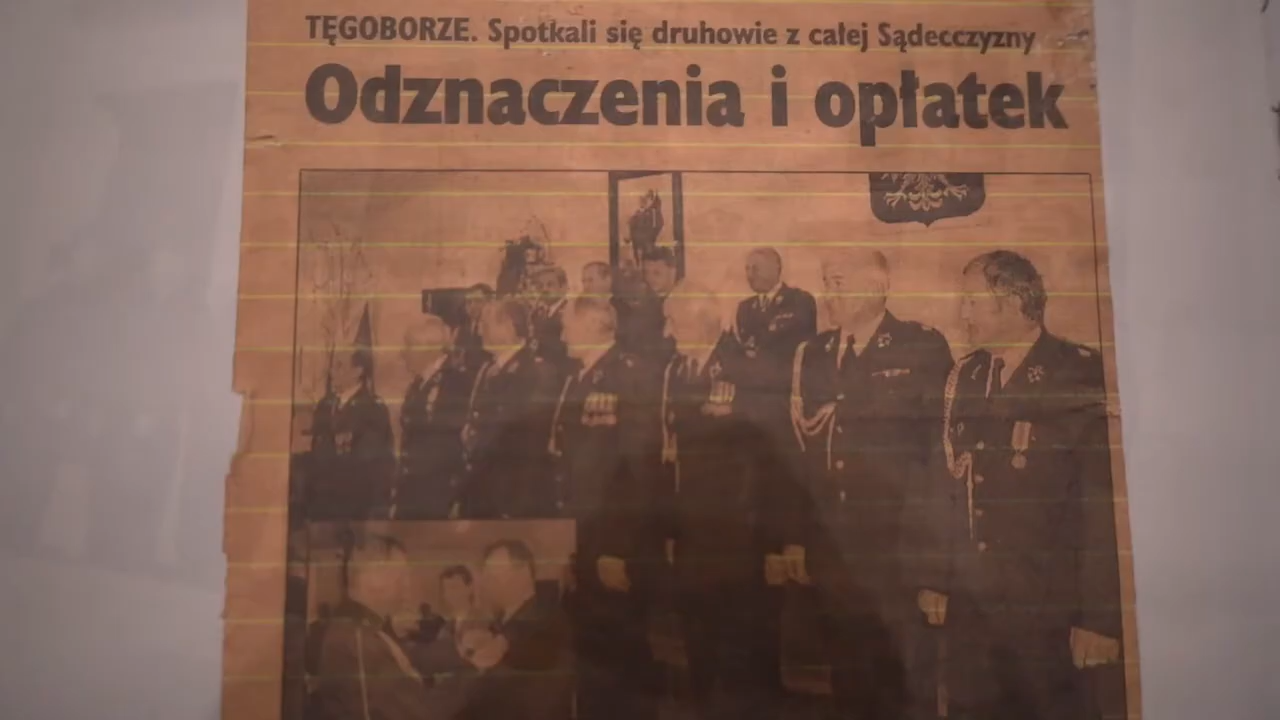 TĘGOBORZE. Spotkali się druhowie z całej Sądecczyzny
Odznaczenia i opłatek